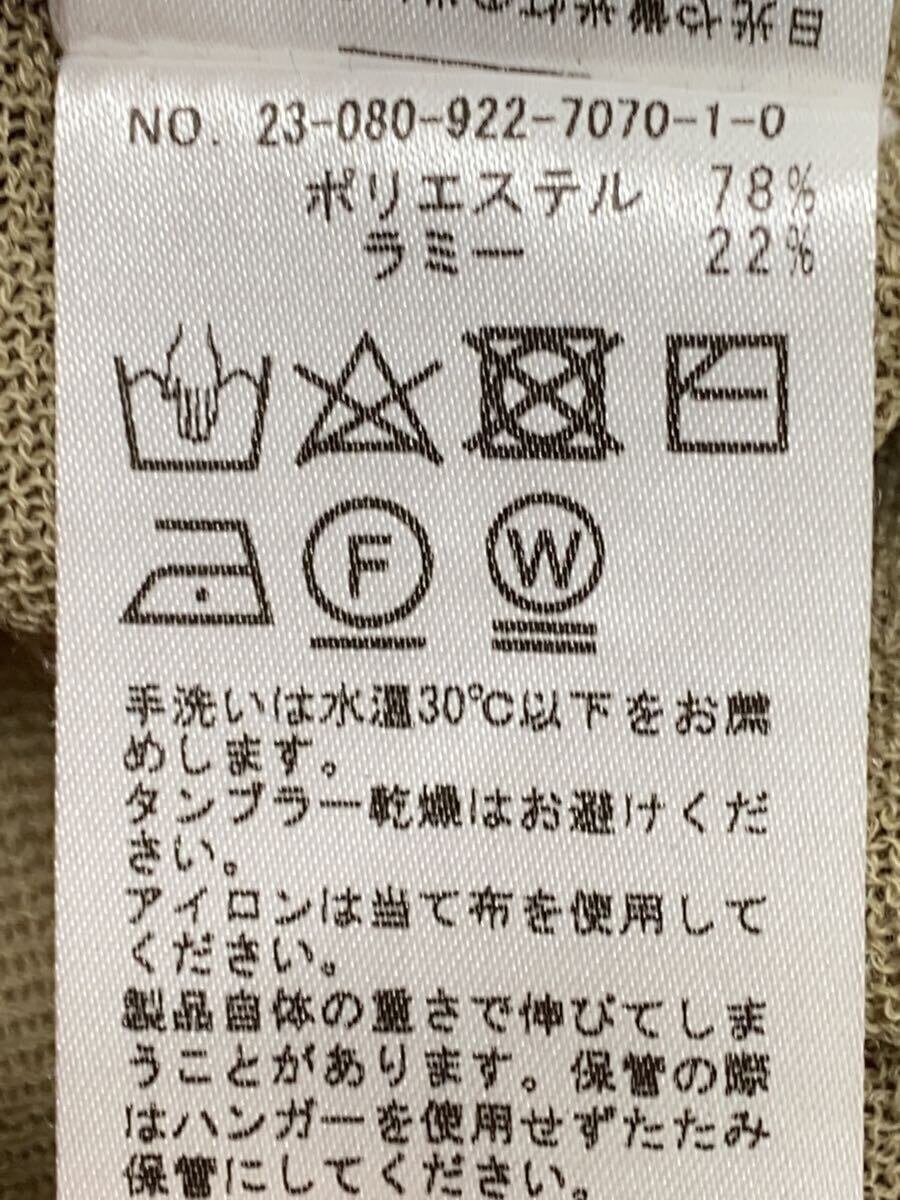 NO. 23-080-922-7070-1-0
ポリエステル 78%
ラミー 22%
F W
手洗いは水温30℃以下をお薦
めします。
タンブラー乾燥はお避けくだ
さい。
アイロンは当て布を使用して
ください。
製品自体の重さで伸びてしま
うことがあります。保管の際
はハンガーを使用せずたたみ
保管にしてください。